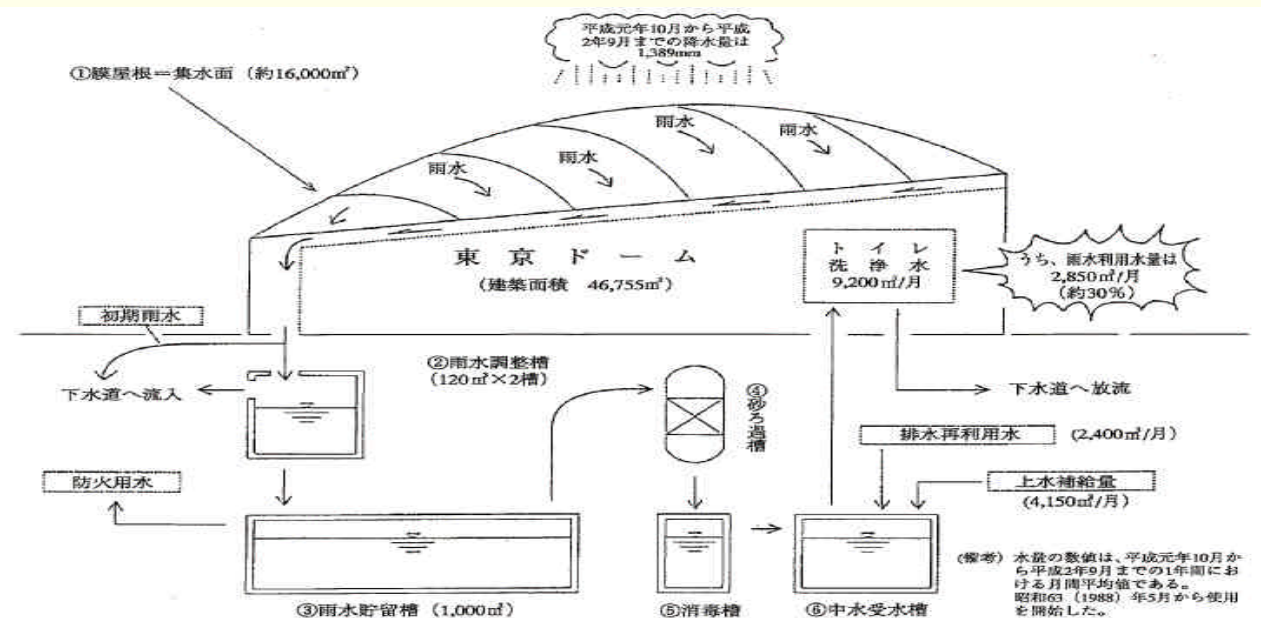 平成元年10月から平成
2年9月までの降水量は
1,389mm
①膜屋根＝集水面（約16,000㎡）
雨水
雨水
雨水
雨水
東京ドーム
（建築面積 46,755㎡）
トイレ
洗浄水
9,200㎥/月
うち、雨水利用水量は
2,850㎥/月
（約30%）
初期雨水
下水道へ流入
②雨水調整槽
（120㎥×2槽）
④砂ろ過槽
下水道へ放流
排水再利用水 (2,400㎥/月)
防火用水
上水補給量
(4,150㎥/月)
③雨水貯留槽（1,000㎥）
⑤消毒槽
⑥中水受水槽
(備考) 水量の数値は、平成元年10月か
ら平成2年9月までの1年間にお
ける月間平均値である。
昭和63（1988）年5月から使用
を開始した。